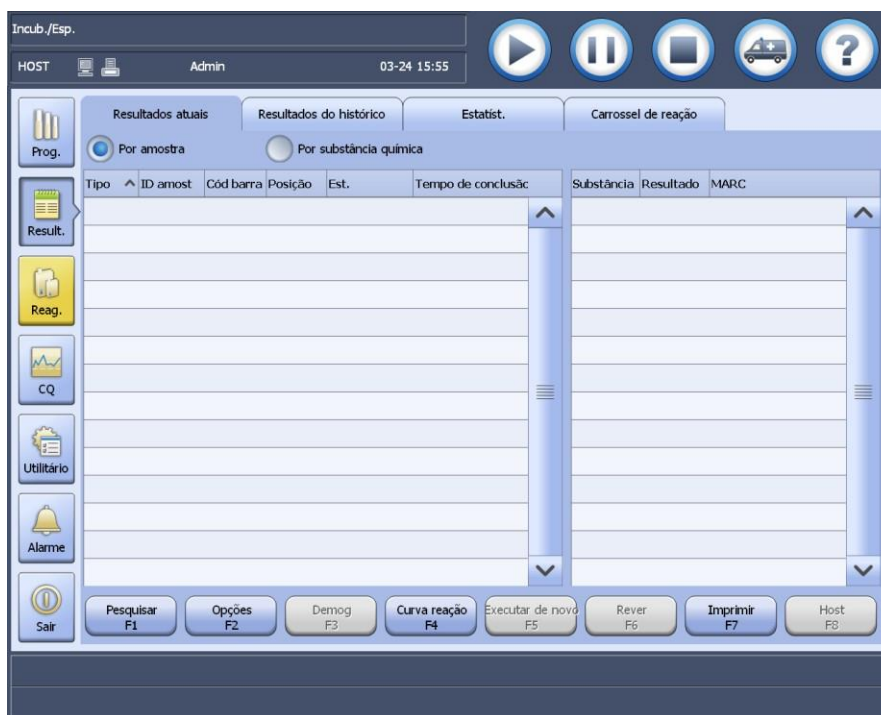 Incub./Esp.
HOST Admin 03-24 15:55
?
Prog.
Result.
Reag.
CQ
Utilitário
Alarme
Sair
Resultados atuais Resultados do histórico Estatíst. Carrossel de reação
Por amostra Por substância química
Tipo ID amost Cód barra Posição Est. Tempo de conclusãc Substância Resultado MARC
Pesquisar Opções Demog Curva reação Executar de novo Rever Imprimir Host
F1 F2 F3 F4 F5 F6 F7 F8